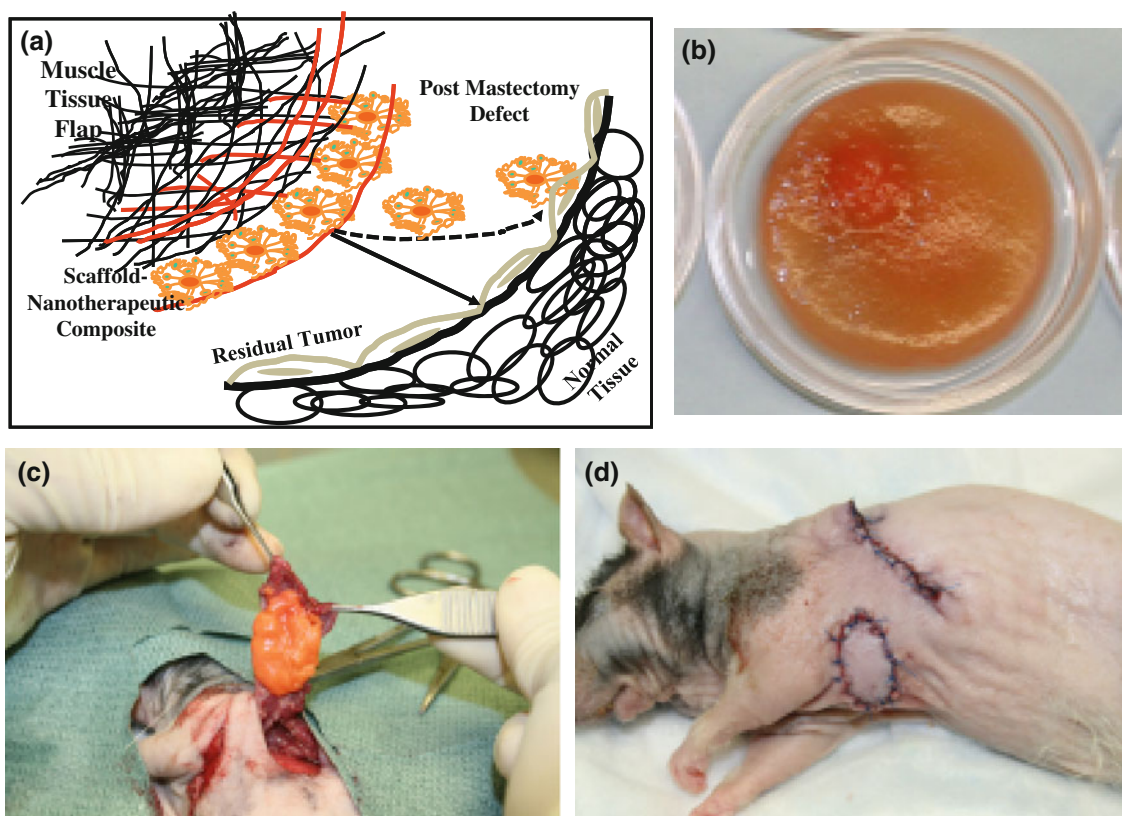 (a)
Muscle
Tissue
Flap
Post Mastectomy
Defect
Scaffold-
Nanotherapeutic
Composite
Residual Tumor
Normal
Tissue
(b)
(c)
(d)